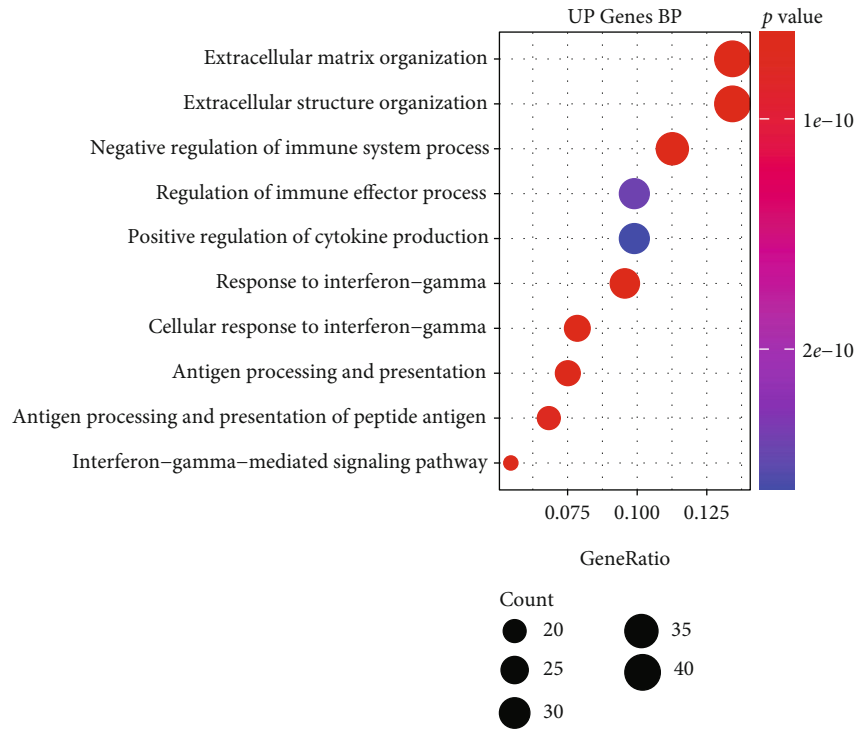 UP Genes BP
p value
Extracellular matrix organization
Extracellular structure organization
Negative regulation of immune system process
Regulation of immune effector process
Positive regulation of cytokine production
Response to interferon−gamma
Cellular response to interferon−gamma
Antigen processing and presentation
Antigen processing and presentation of peptide antigen
Interferon−gamma−mediated signaling pathway
1e−10
2e−10
0.075 0.100 0.125
GeneRatio
Count
20 35
25 40
30